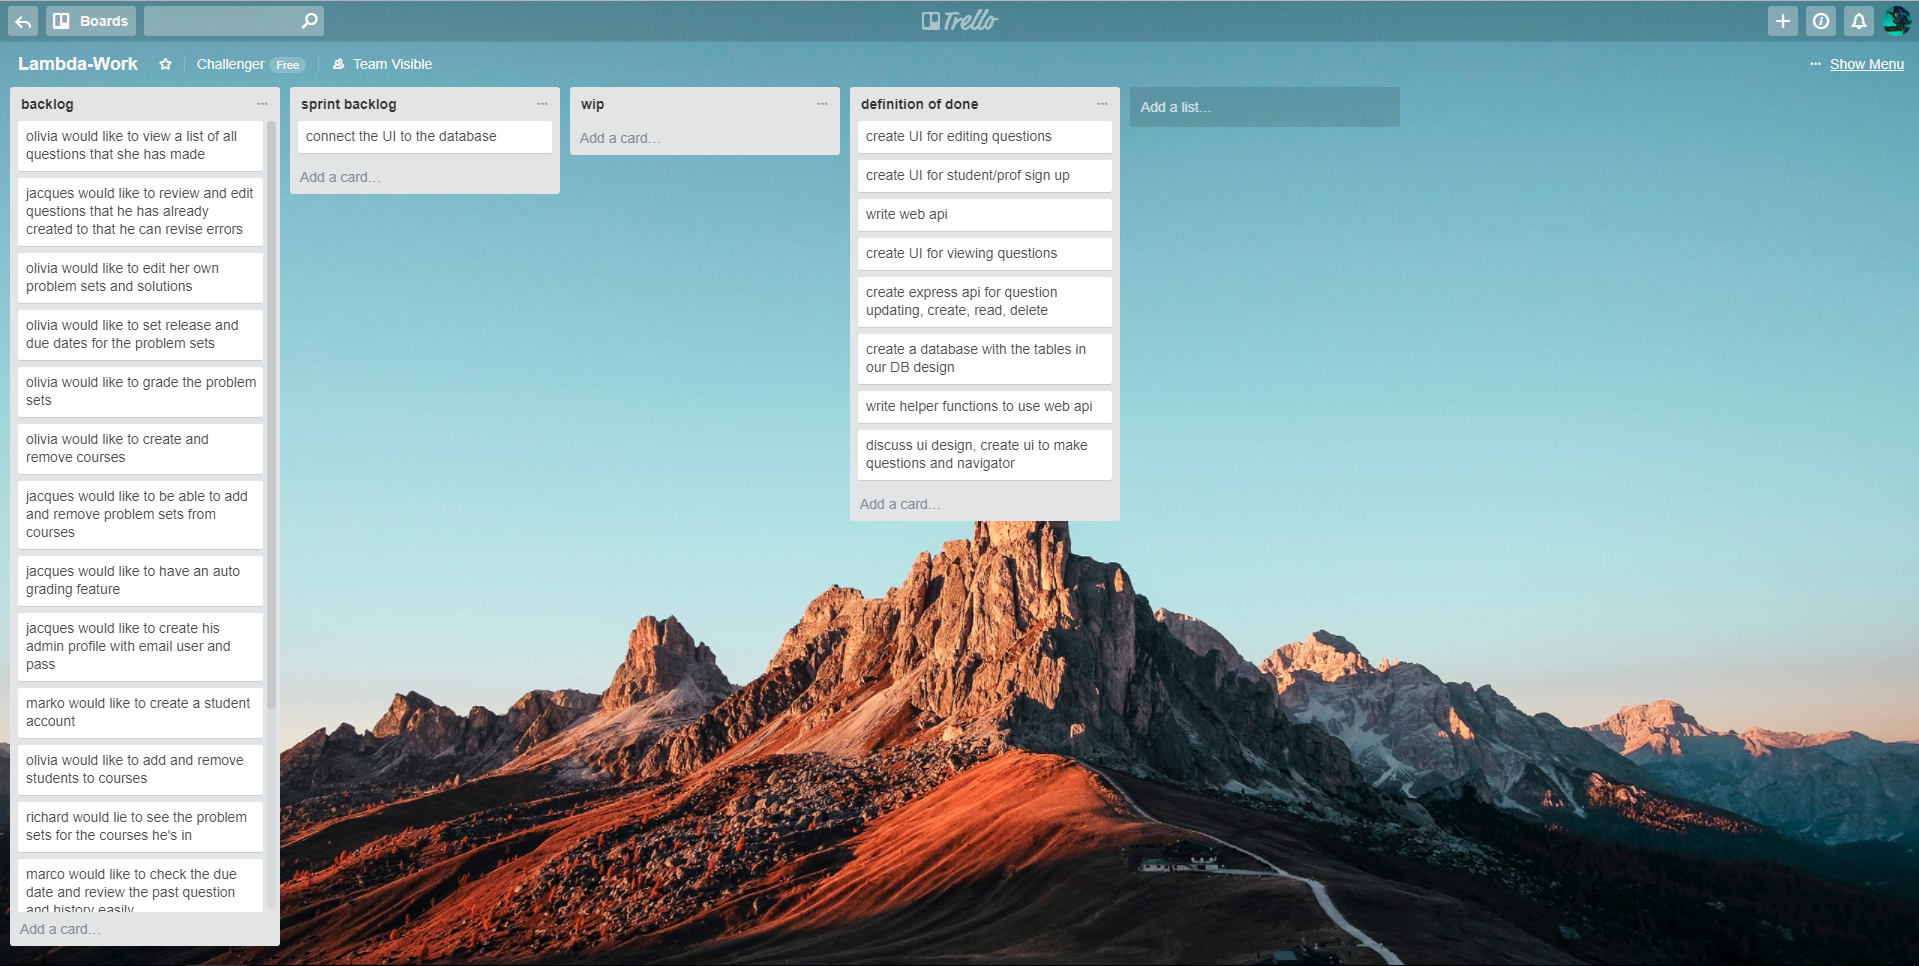 Boards
Trello
Lambda-Work
Challenger Free
Team Visible
... Show Menu
backlog
olivia would like to view a list of all
questions that she has made
jacques would like to review and edit
questions that he has already
created to that he can revise errors
olivia would like to edit her own
problem sets and solutions
olivia would like to set release and
due dates for the problem sets
olivia would like to grade the problem
sets
olivia would like to create and
remove courses
jacques would like to be able to add
and remove problem sets from
courses
jacques would like to have an auto
grading feature
jacques would like to create his
admin profile with email user and
pass
marko would like to create a student
account
olivia would like to add and remove
students to courses
richard would lie to see the problem
sets for the courses he's in
marco would like to check the due
date and review the past question
and history easily
Add a card...
sprint backlog
connect the UI to the database
Add a card...
wip
Add a card...
definition of done
create UI for editing questions
create UI for student/prof sign up
write web api
create UI for viewing questions
create express api for question
updating, create, read, delete
create a database with the tables in
our DB design
write helper functions to use web api
discuss ui design, create ui to make
questions and navigator
Add a card...
Add a list...